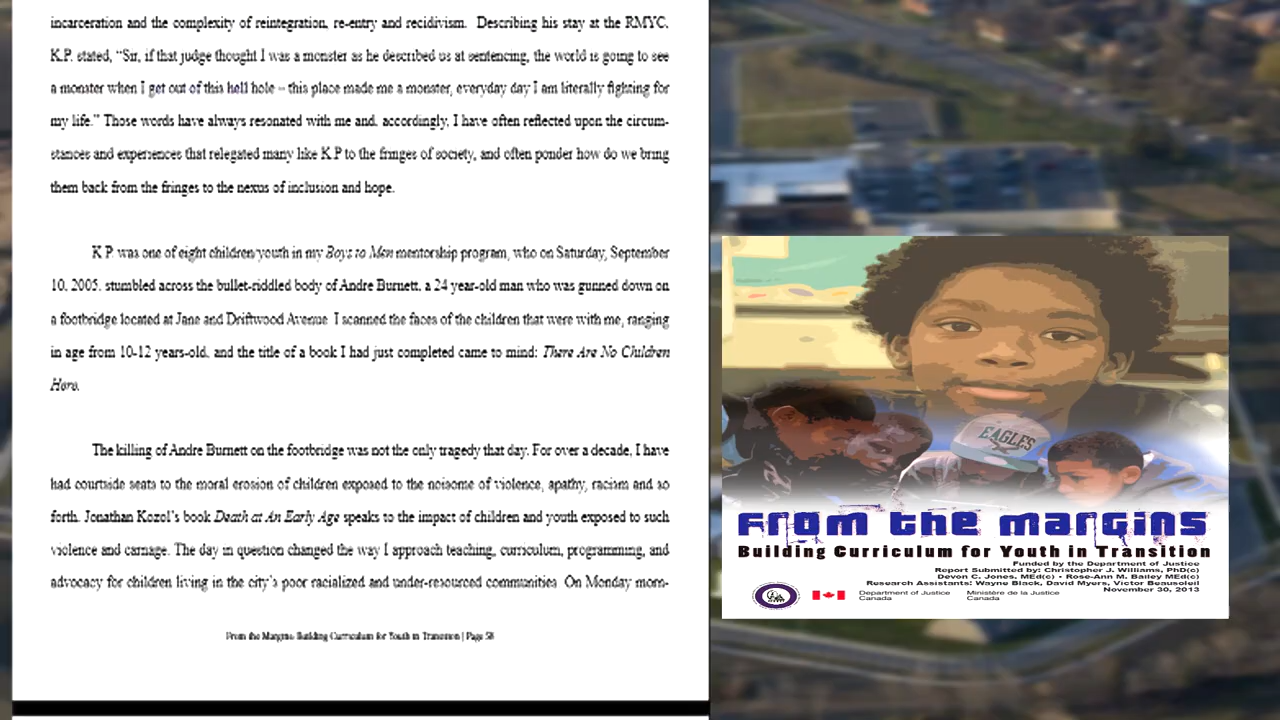 incarceration and the complexity of reintegration, re-entry and recidivism. Describing his stay at the RMYC,
K.P. stated, “Sir, if that judge thought I was a monster as he described us at sentencing, the world is going to see
a monster when I get out of this hell hole – this place made me a monster, everyday day I am literally fighting for
my life.” Those words have always resonated with me and, accordingly, I have often reflected upon the circum-
stances and experiences that relegated many like K.P to the fringes of society, and often ponder how do we bring
them back from the fringes to the nexus of inclusion and hope.
K.P. was one of eight children/youth in my Boys to Men mentorship program, who on Saturday, September
10, 2005, stumbled across the bullet-riddled body of Andre Burnett, a 24 year-old man who was gunned down on
a footbridge located at Jane and Driftwood Avenue. I scanned the faces of the children that were with me, ranging
in age from 10-12 years-old, and the title of a book I had just completed came to mind: There Are No Children
Here.
The killing of Andre Burnett on the footbridge was not the only tragedy that day. For over a decade, I have
had courtside seats to the moral erosion of children exposed to the noisome of violence, apathy, racism and so
forth. Jonathan Kozol’s book Death at An Early Age speaks to the impact of children and youth exposed to such
violence and carnage. The day in question changed the way I approach teaching, curriculum, programming, and
advocacy for children living in the city’s poor racialized and under-resourced communities. On Monday morn-
From the Margins: Building Curriculum for Youth in Transition | Page 58
EAGLES
From the margins
Building Curriculum for Youth in Transition
Funded by the Department of Justice
Report Submitted by: Christopher J. Williams, PhD(c)
Devon C. Jones, MEd(c) • Rose-Ann M. Bailey MEd(c)
Research Assistants: Wayne Black, David Myers, Victor Beausoleil
November 30, 2013
Department of Justice Ministère de la Justice
Canada Canada